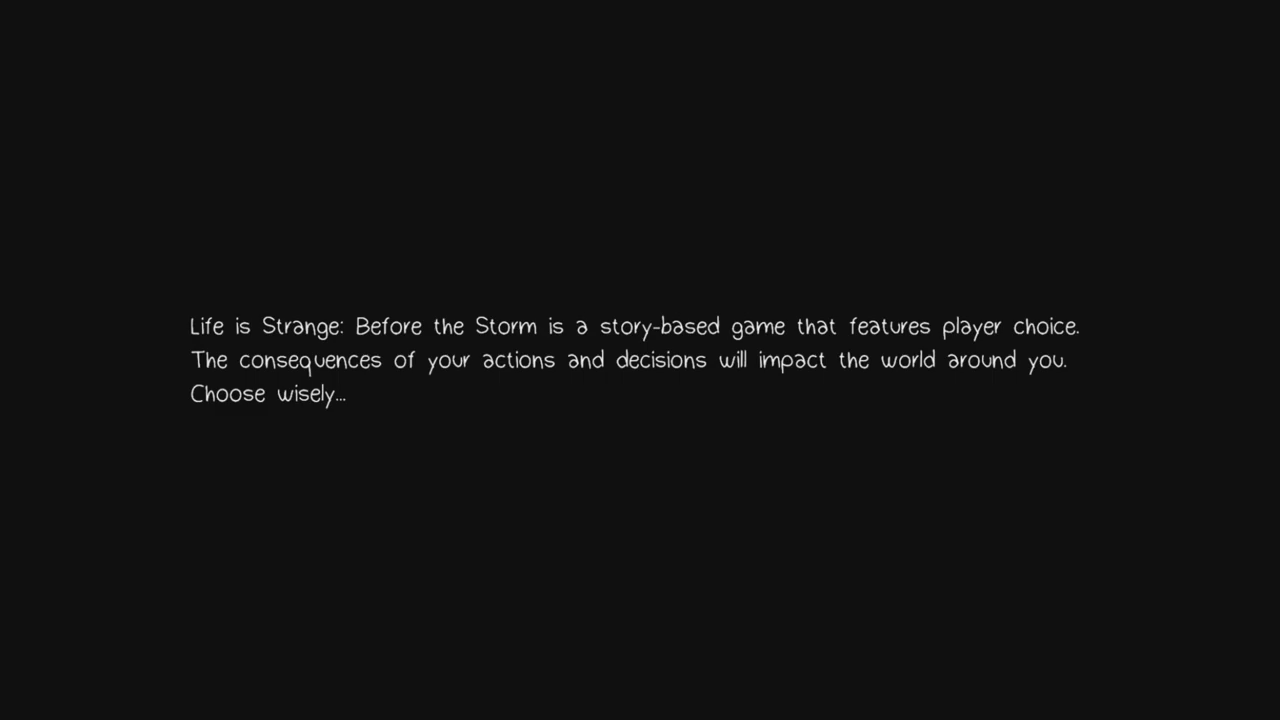 Life is Strange: Before the Storm is a story-based game that features player choice.
The consequences of your actions and decisions will impact the world around you.
Choose wisely...